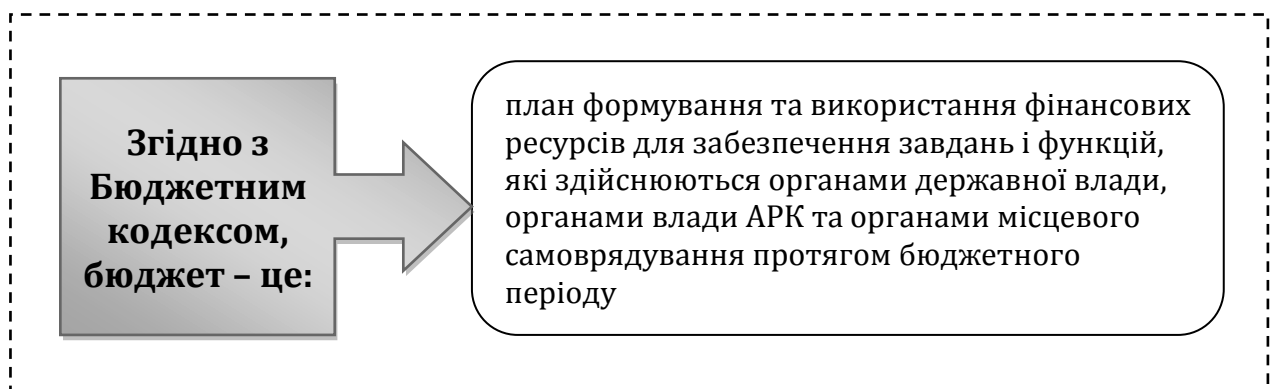 Згідно з
Бюджетним
кодексом,
бюджет – це:
план формування та використання фінансових
ресурсів для забезпечення завдань і функцій,
які здійснюються органами державної влади,
органами влади АРК та органами місцевого
самоврядування протягом бюджетного
періоду